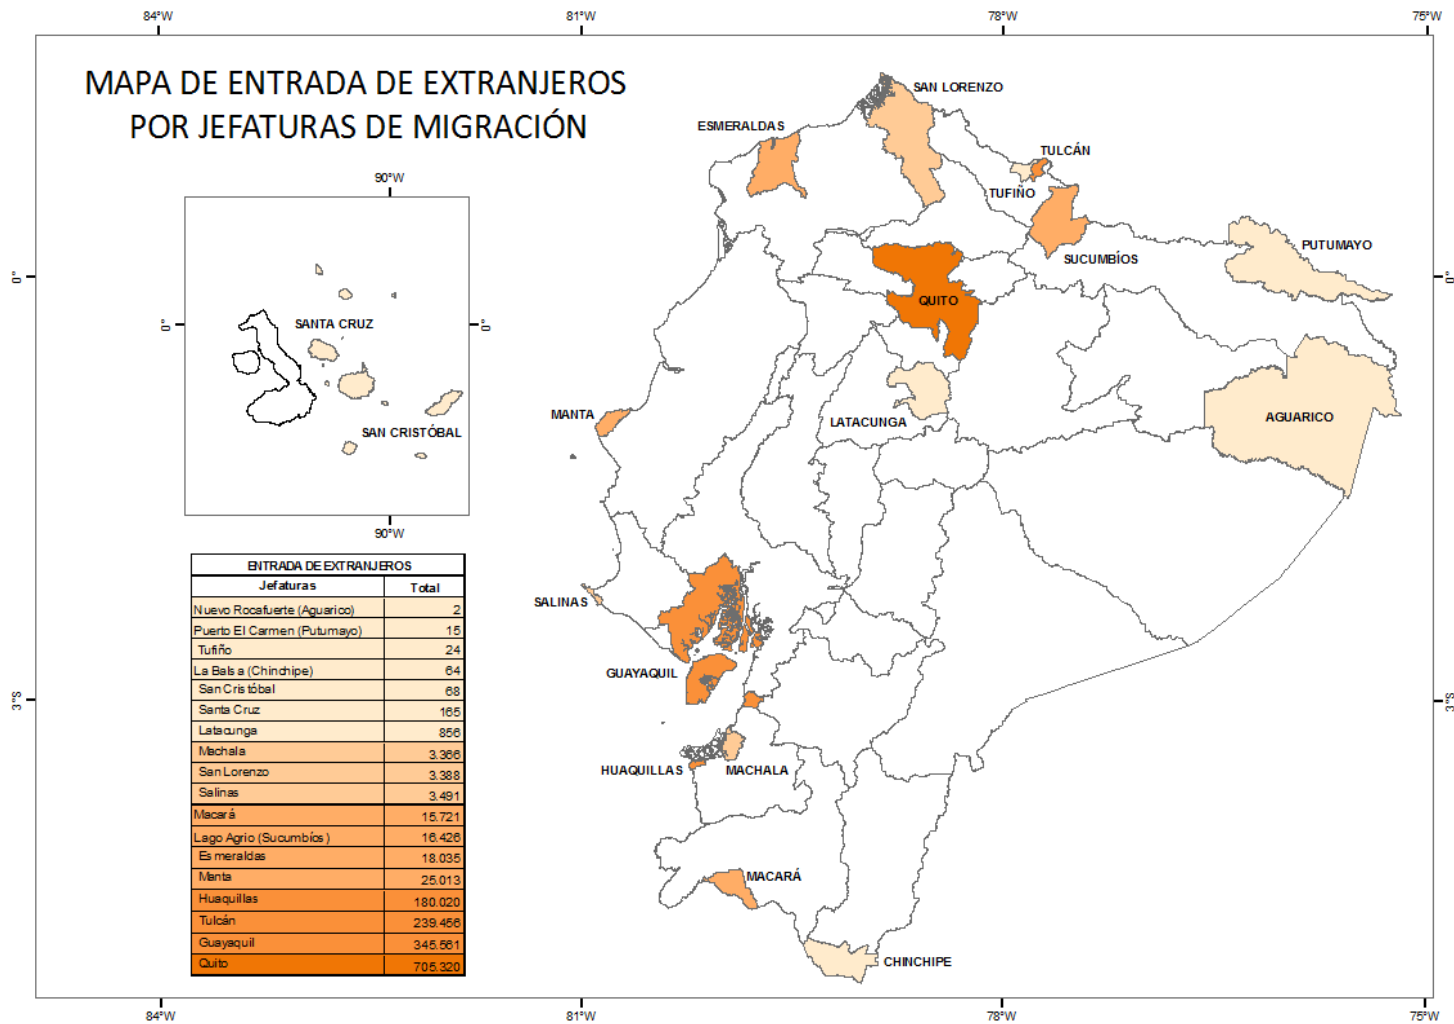 84°W
81°W
78°W
75°W
MAPA DE ENTRADA DE EXTRANJEROS
POR JEFATURAS DE MIGRACIÓN
SAN LORENZO
ESMERALDAS
TULCÁN
TUFIÑO
PUTUMAYO
SUCUMBÍOS
QUITO
0°
0°
90°W
0°
0°
SANTA CRUZ
SAN CRISTÓBAL
90°W
MANTA
LATACUNGA
AGUARICO
SALINAS
GUAYAQUIL
3°S
3°S
HUAQUILLAS
MACHALA
MACARÁ
CHINCHIPE
ENTRADA DE EXTRANJEROS
Jefaturas Total
Nuevo Rocafuerte (Aguarico) 2
Puerto El Carmen (Putumayo) 15
Tufiño 24
La Balsa (Chinchipe) 64
San Cristóbal 68
Santa Cruz 165
Latacunga 856
Machala 3.366
San Lorenzo 3.388
Salinas 3.491
Macará 15.721
Lago Agrio (Sucumbíos) 16.426
Esmeraldas 18.035
Manta 25.013
Huaquillas 180.020
Tulcán 239.456
Guayaquil 345.561
Quito 705.320
84°W
81°W
78°W
75°W